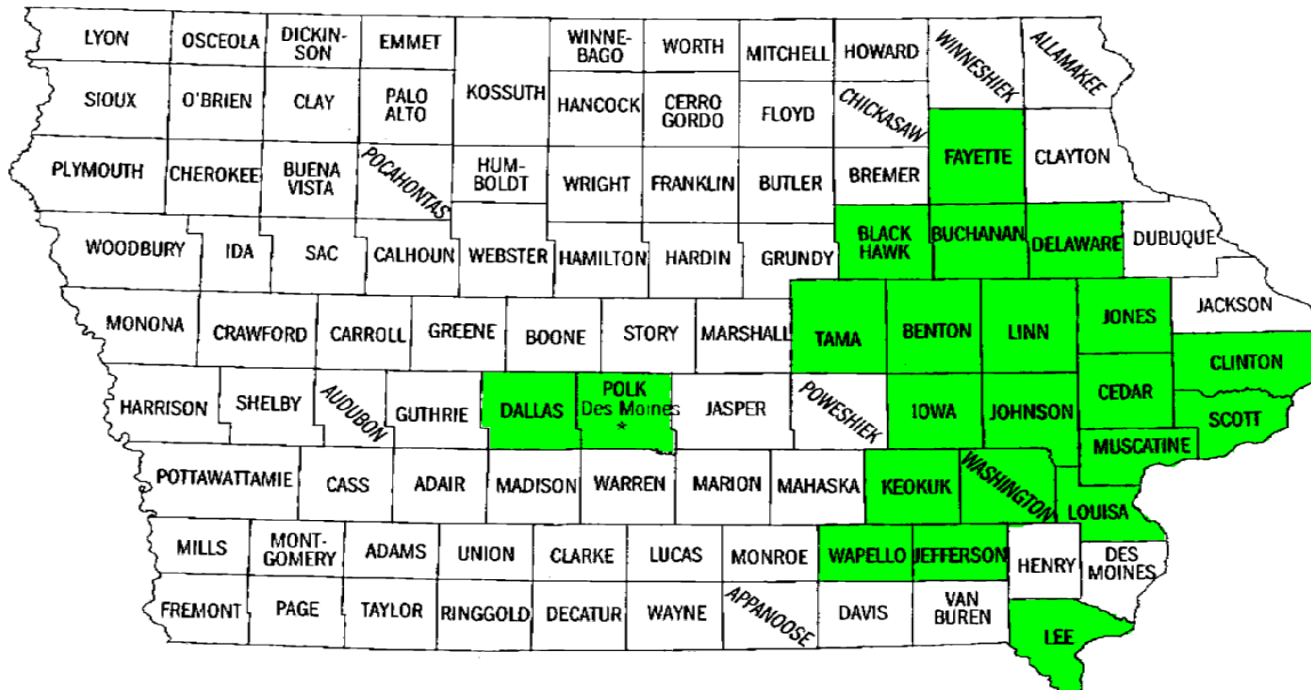 LYON
OSCEOLA
DICKIN-
SON
EMMET
KOSSUTH
WINNE-
BAGO
WORTH
MITCHELL
HOWARD
WINNESHIEK
ALLAMAKEE
SIOUX
O'BRIEN
CLAY
PALO
ALTO
HANCOCK
CERRO
GORDO
FLOYD
CHICKASAW
PLYMOUTH
CHEROKEE
BUENA
VISTA
POCAHONTAS
HUM-
BOLDT
WRIGHT
FRANKLIN
BUTLER
BREMER
FAYETTE
CLAYTON
WOODBURY
IDA
SAC
CALHOUN
WEBSTER
HAMILTON
HARDIN
GRUNDY
BLACK
HAWK
BUCHANAN
DELAWARE
DUBUQUE
MONONA
CRAWFORD
CARROLL
GREENE
BOONE
STORY
MARSHALL
TAMA
BENTON
LINN
JONES
JACKSON
CLINTON
HARRISON
SHELBY
AUDUBON
GUTHRIE
DALLAS
POLK
Des Moines
*
JASPER
POWESHIEK
IOWA
JOHNSON
CEDAR
SCOTT
MUSCATINE
POTTAWATTAMIE
CASS
ADAIR
MADISON
WARREN
MARION
MAHASKA
KEOKUK
WASHINGTON
LOUISA
MILLS
MONT-
GOMERY
ADAMS
UNION
CLARKE
LUCAS
MONROE
WAPELLO
JEFFERSON
HENRY
DES
MOINES
FREMONT
PAGE
TAYLOR
RINGGOLD
DECATUR
WAYNE
APPANOOSE
DAVIS
VAN
BUREN
LEE